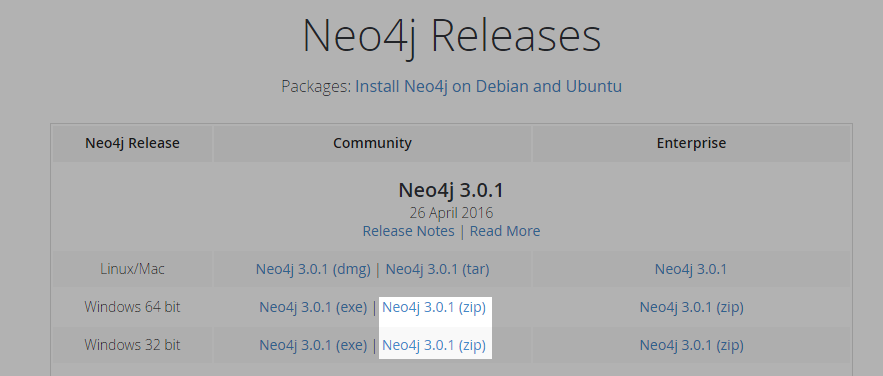 Neo4j Releases
Packages: Install Neo4j on Debian and Ubuntu
Neo4j Release Community Enterprise
Neo4j 3.0.1
26 April 2016
Release Notes | Read More
Linux/Mac Neo4j 3.0.1 (dmg) | Neo4j 3.0.1 (tar) Neo4j 3.0.1
Windows 64 bit Neo4j 3.0.1 (exe) | Neo4j 3.0.1 (zip) Neo4j 3.0.1 (zip)
Windows 32 bit Neo4j 3.0.1 (exe) | Neo4j 3.0.1 (zip) Neo4j 3.0.1 (zip)